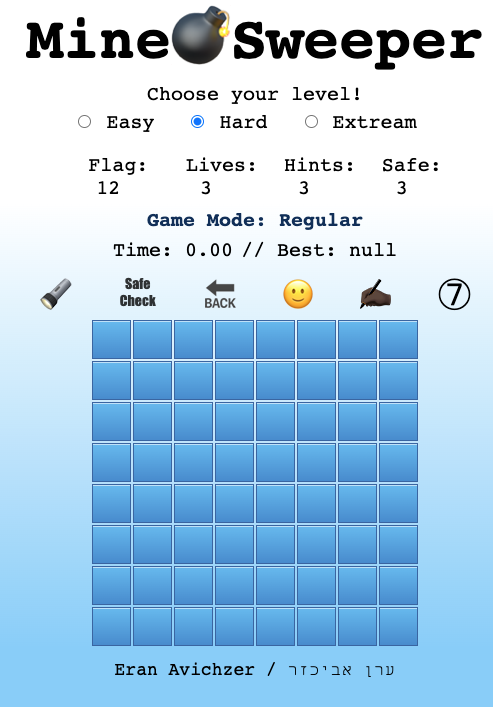 Mine💣Sweeper
Choose your level!
Easy Hard Extream
Flag: Lives: Hints: Safe:
12 3 3 3
Game Mode: Regular
Time: 0.00 // Best: null
Safe Check BACK ⑦
Eran Avichzer / ערן אביכזר